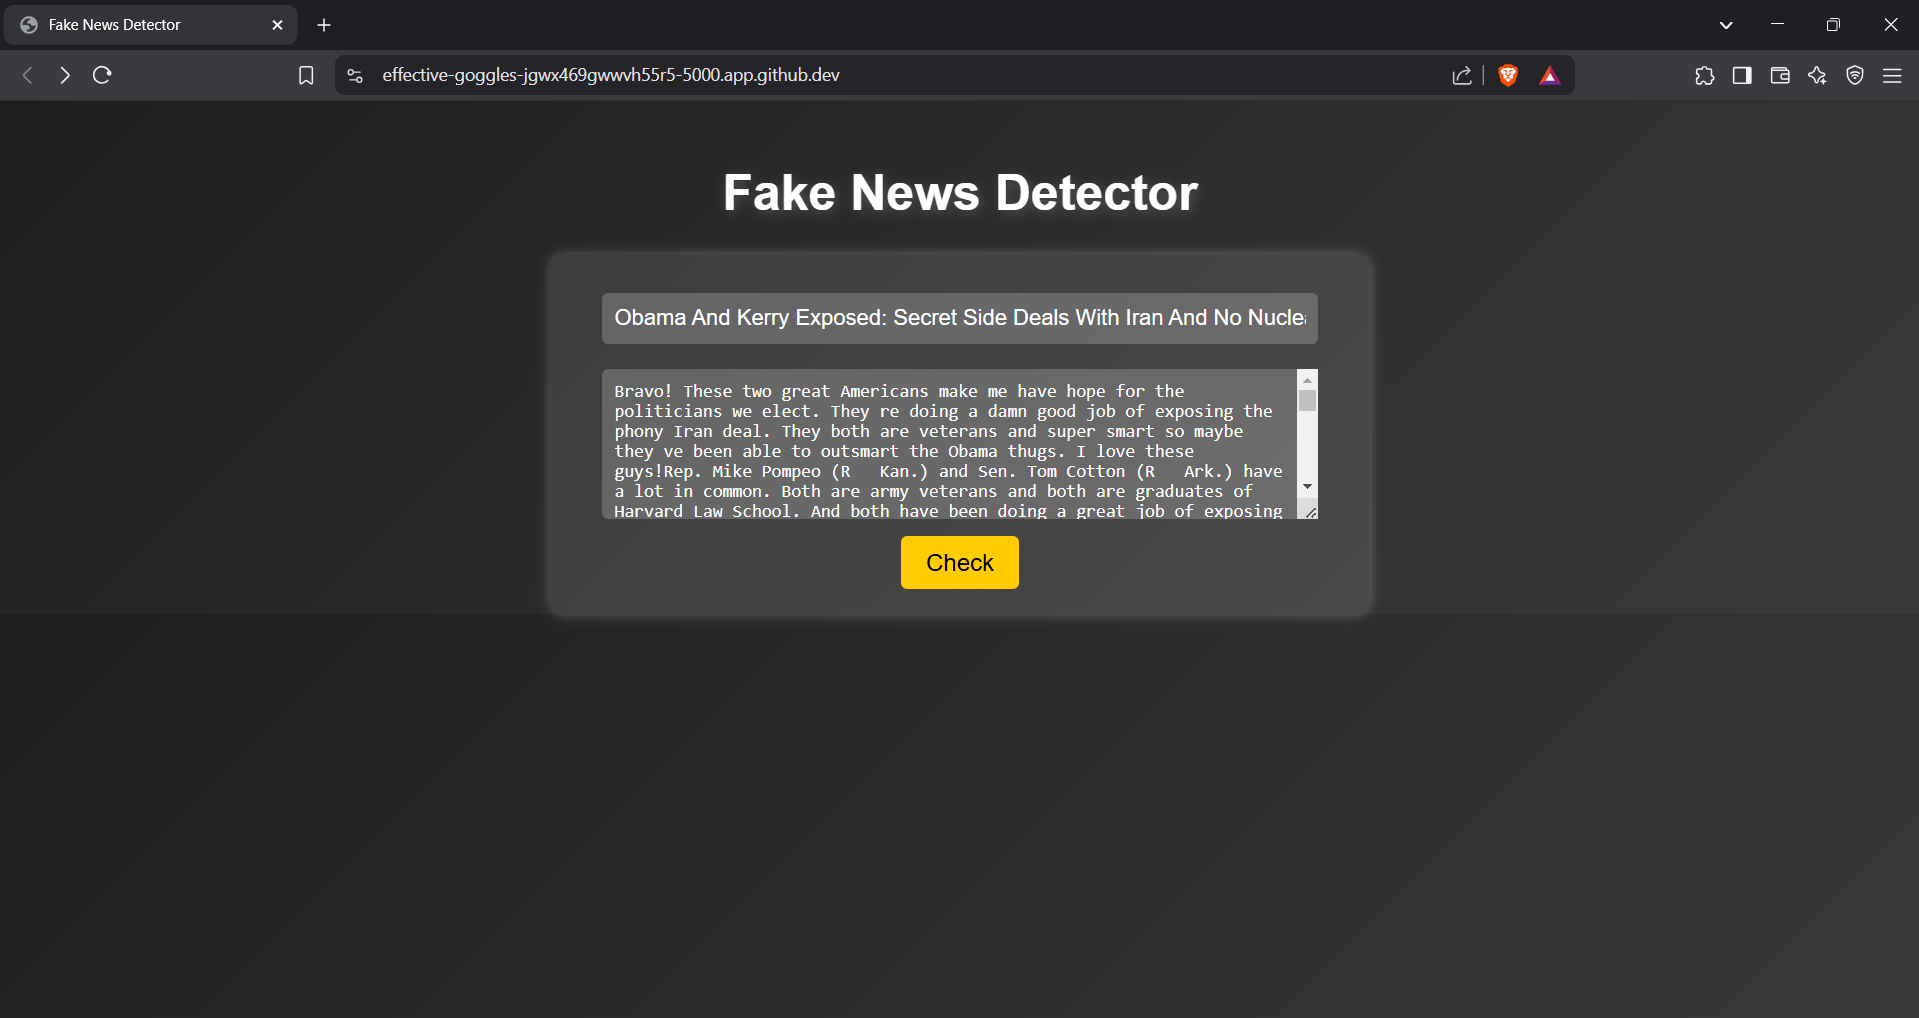 Fake News Detector
effective-goggles-jgwx469gwwvh55r5-5000.app.github.dev
Fake News Detector
Obama And Kerry Exposed: Secret Side Deals With Iran And No Nucle
Bravo! These two great Americans make me have hope for the
politicians we elect. They re doing a damn good job of exposing the
phony Iran deal. They both are veterans and super smart so maybe
they ve been able to outsmart the Obama thugs. I love these
guys!Rep. Mike Pompeo (R   Kan.) and Sen. Tom Cotton (R   Ark.) have
a lot in common. Both are army veterans and both are graduates of
Harvard Law School. And both have been doing a great job of exposing
Check